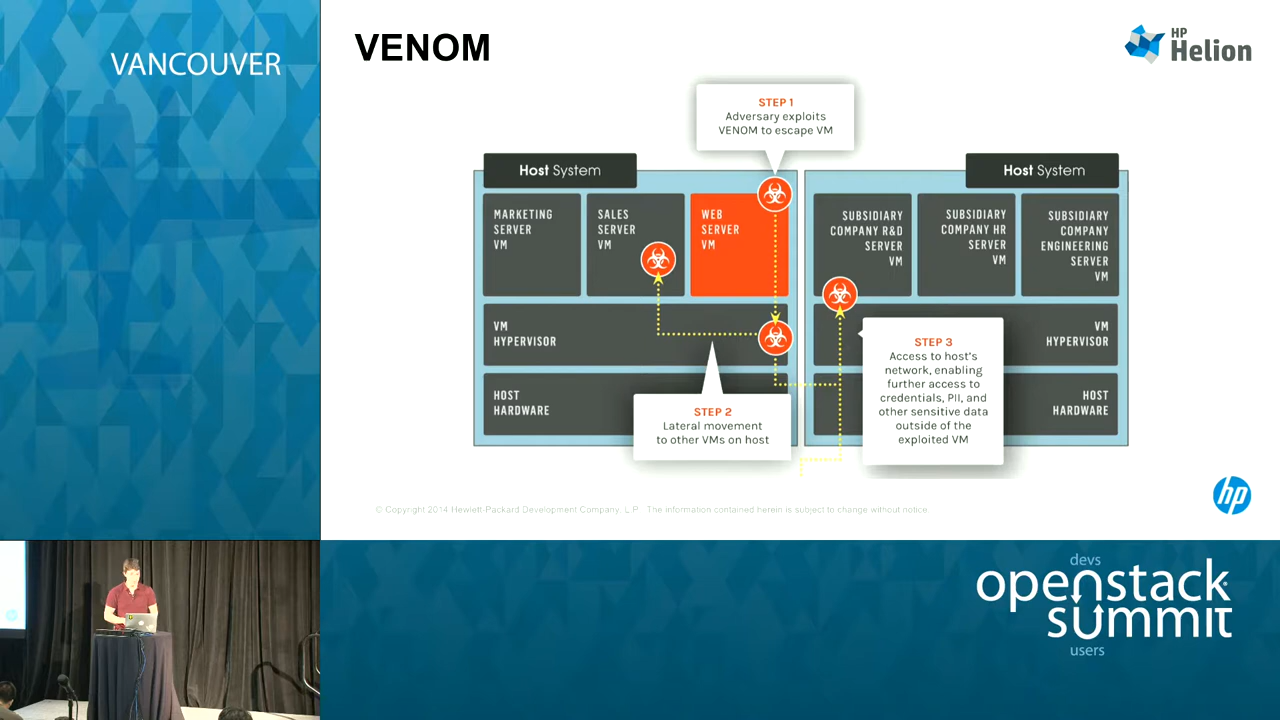 VANCOUVER
VENOM
HP
Helion
STEP 1
Adversary exploits
VENOM to escape VM
Host System
MARKETING
SERVER
VM
SALES
SERVER
VM
WEB
SERVER
VM
VM
HYPERVISOR
HOST
HARDWARE
STEP 2
Lateral movement
to other VMs on host
Host System
SUBSIDIARY
COMPANY R&D
SERVER
VM
SUBSIDIARY
COMPANY HR
SERVER
VM
SUBSIDIARY
COMPANY
ENGINEERING
SERVER
VM
VM
HYPERVISOR
HOST
HARDWARE
STEP 3
Access to host's
network, enabling
further access to
credentials, PII, and
other sensitive data
outside of the
exploited VM
© Copyright 2014 Hewlett-Packard Development Company, L.P. The information contained herein is subject to change without notice.
hp
devs
openstack
summit
users